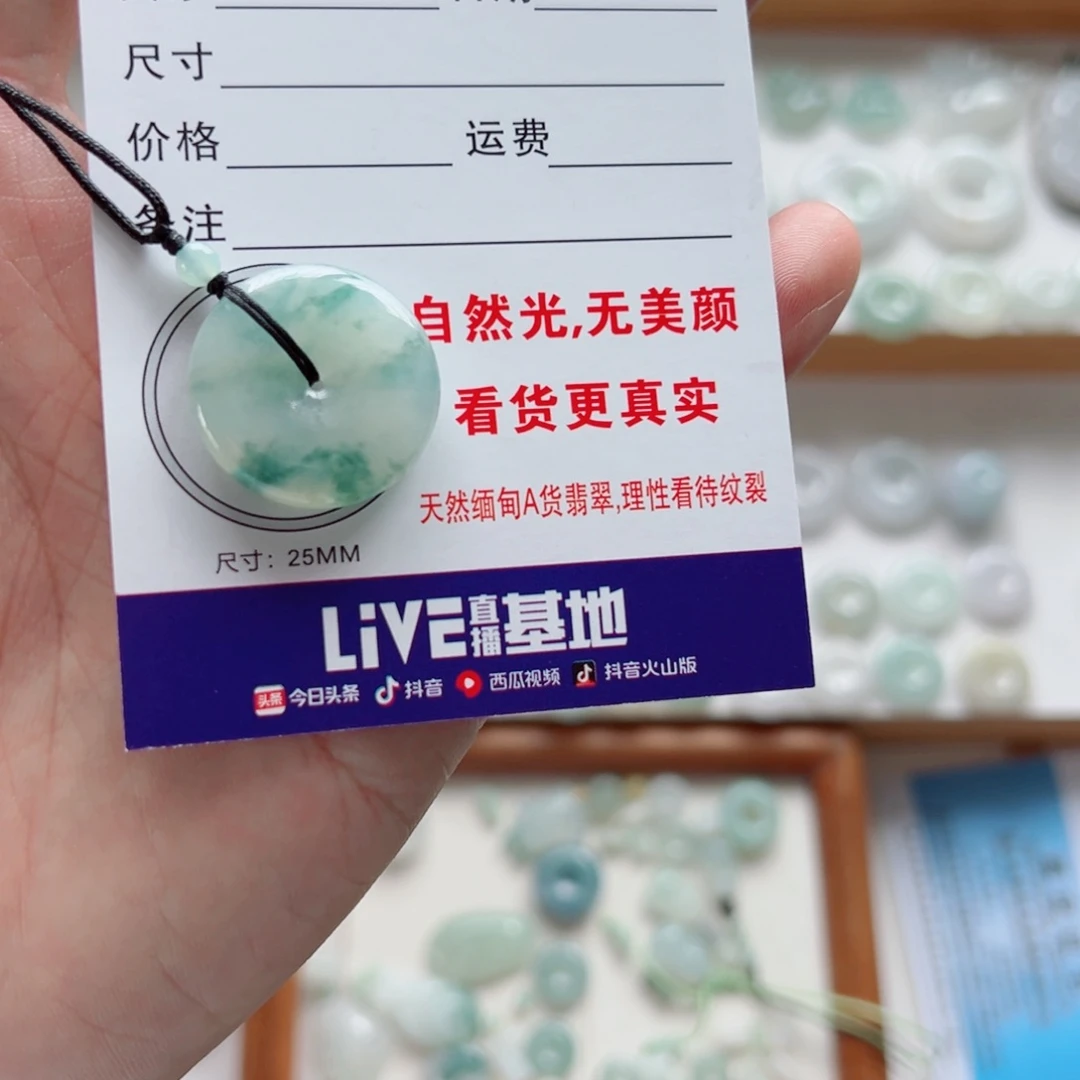 尺寸
价格 运费
备注
自然光,无美颜
看货更真实
天然缅甸A货翡翠,理性看待纹裂
尺寸：25MM
LiVE直播基地
头条 今日头条 抖音 西瓜视频 抖音火山版